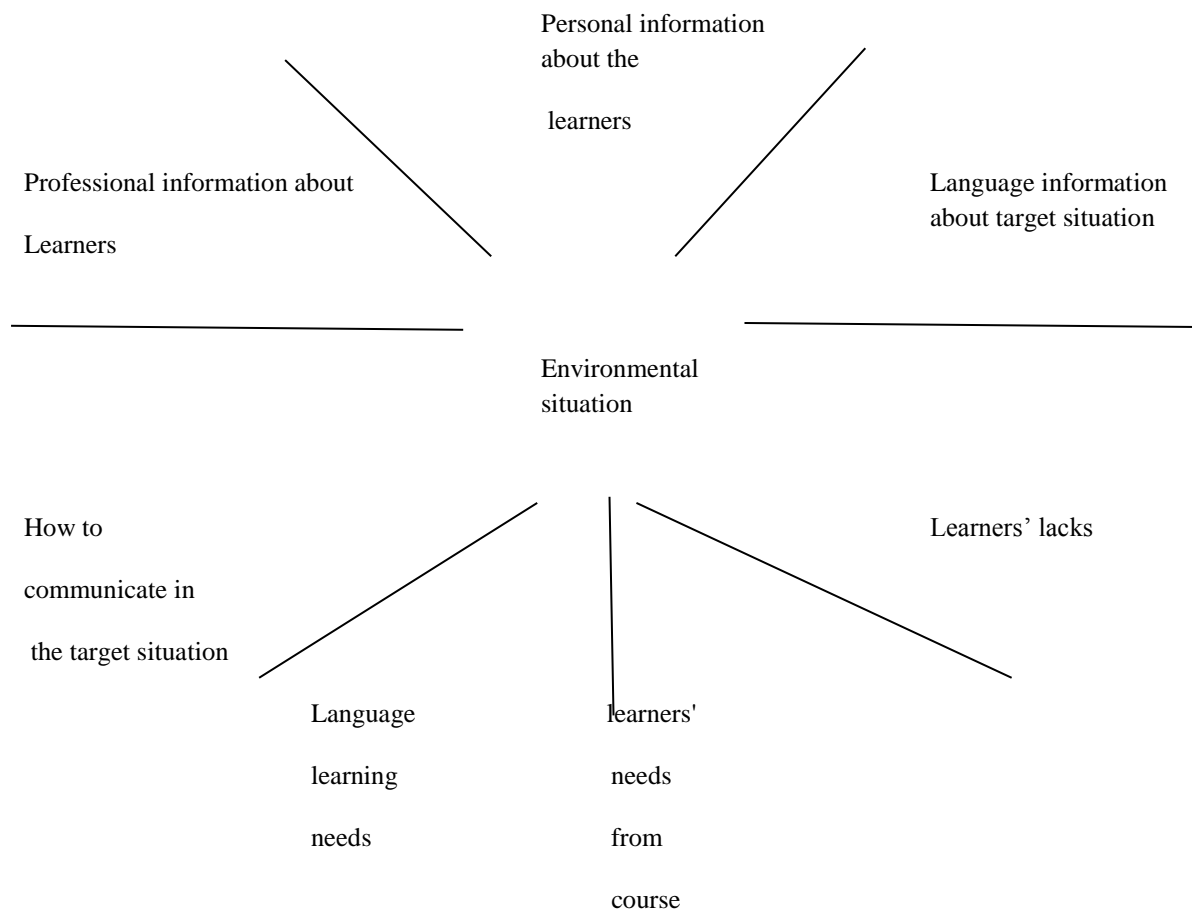 Personal information
about the
learners
Professional information about
Learners
Language information
about target situation
Environmental
situation
How to
communicate in
the target situation
Learners’ lacks
Language
learning
needs
learners'
needs
from
course